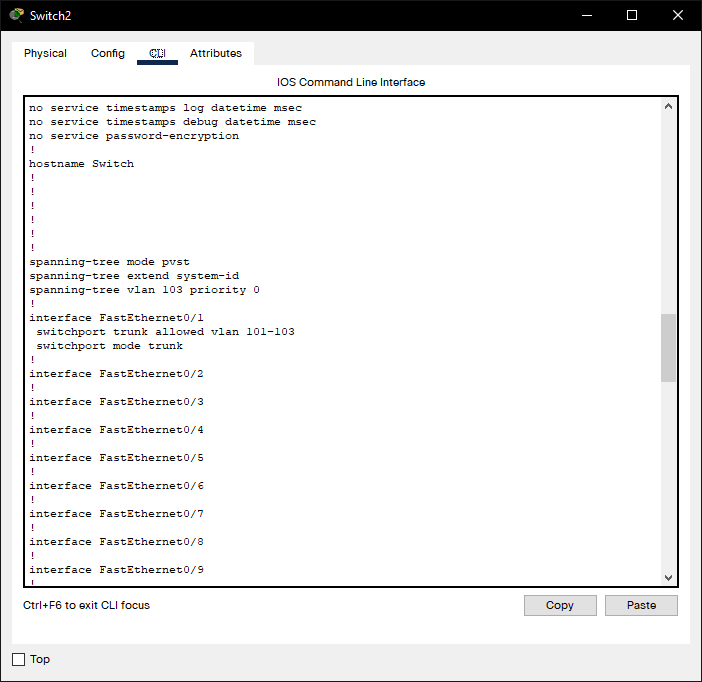 Switch2
Physical Config CLI Attributes
IOS Command Line Interface
no service timestamps log datetime msec
no service timestamps debug datetime msec
no service password-encryption
!
hostname Switch
!
!
!
!
!
!
spanning-tree mode pvst
spanning-tree extend system-id
spanning-tree vlan 103 priority 0
!
interface FastEthernet0/1
 switchport trunk allowed vlan 101-103
 switchport mode trunk
!
interface FastEthernet0/2
!
interface FastEthernet0/3
!
interface FastEthernet0/4
!
interface FastEthernet0/5
!
interface FastEthernet0/6
!
interface FastEthernet0/7
!
interface FastEthernet0/8
!
interface FastEthernet0/9
!
Ctrl+F6 to exit CLI focus
Copy Paste
Top